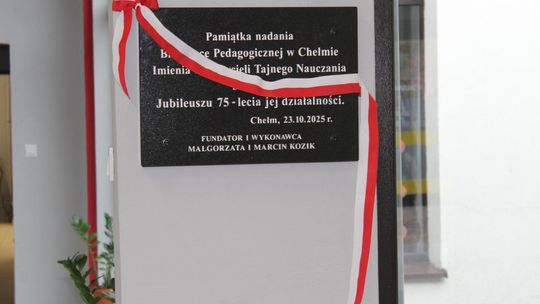 Pamiątka nadania
Pedagogicznej w Chełmie
Imienia Tajnego Nauczania
Jubileuszu 75 - lecia jej działalności.
Chełm, 23.10.2025 r.
FUNDATOR I WYKONAWCA
MAŁGORZATA I MARCIN KOZIK